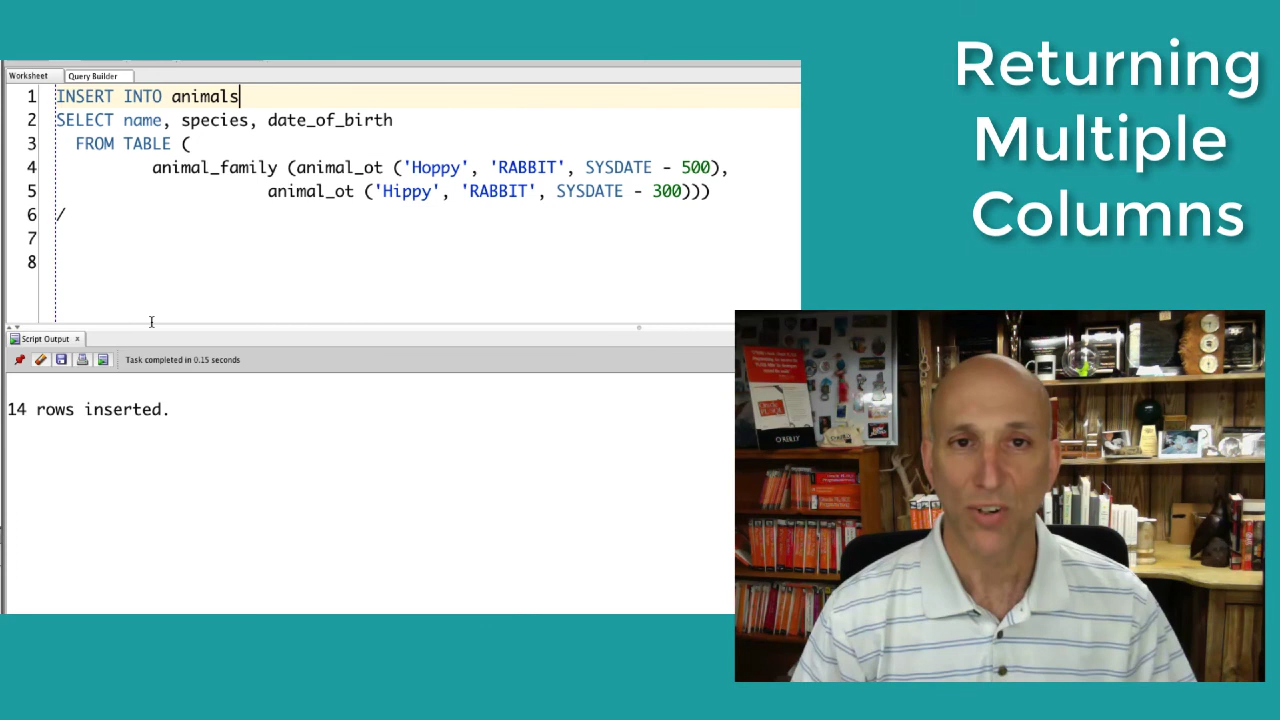 Returning
Multiple
Columns
Worksheet
Query Builder
1 INSERT INTO animals
2 SELECT name, species, date_of_birth
3 FROM TABLE (
4 animal_family (animal_ot ('Hoppy', 'RABBIT', SYSDATE - 500),
5 animal_ot ('Hippy', 'RABBIT', SYSDATE - 300)))
6 /
7
8
Script Output x
Task completed in 0.15 seconds
14 rows inserted.
O'REILLY